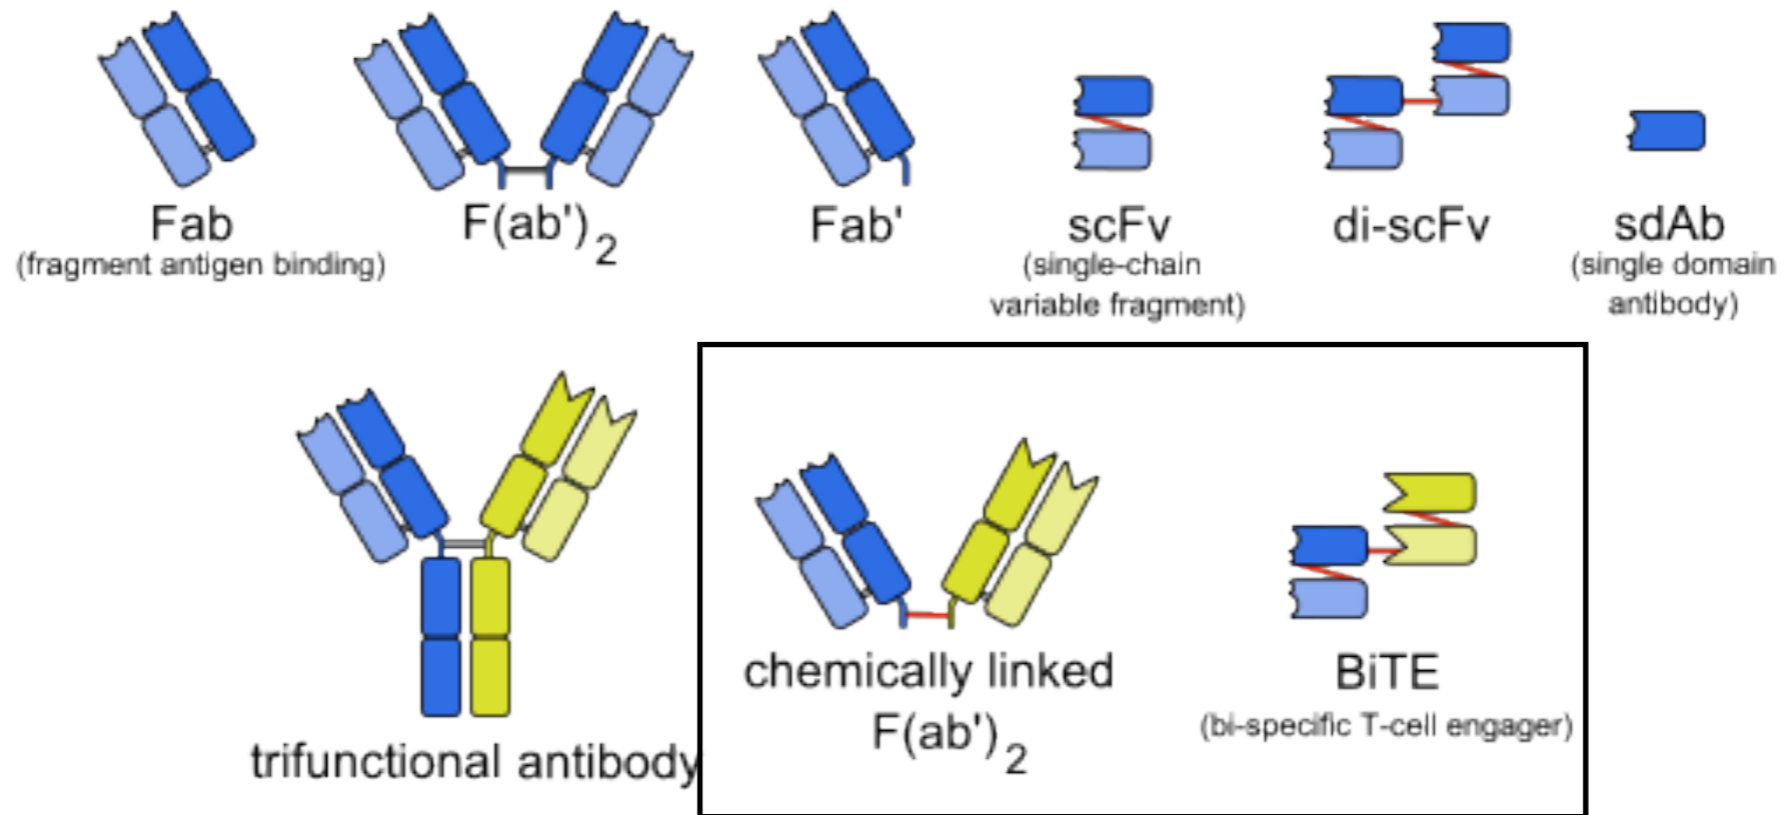 Fab
(fragment antigen binding)
F(ab')2
Fab'
scFv
(single-chain
variable fragment)
di-scFv
sdAb
(single domain
antibody)
trifunctional antibody
chemically linked
F(ab')2
BiTE
(bi-specific T-cell engager)